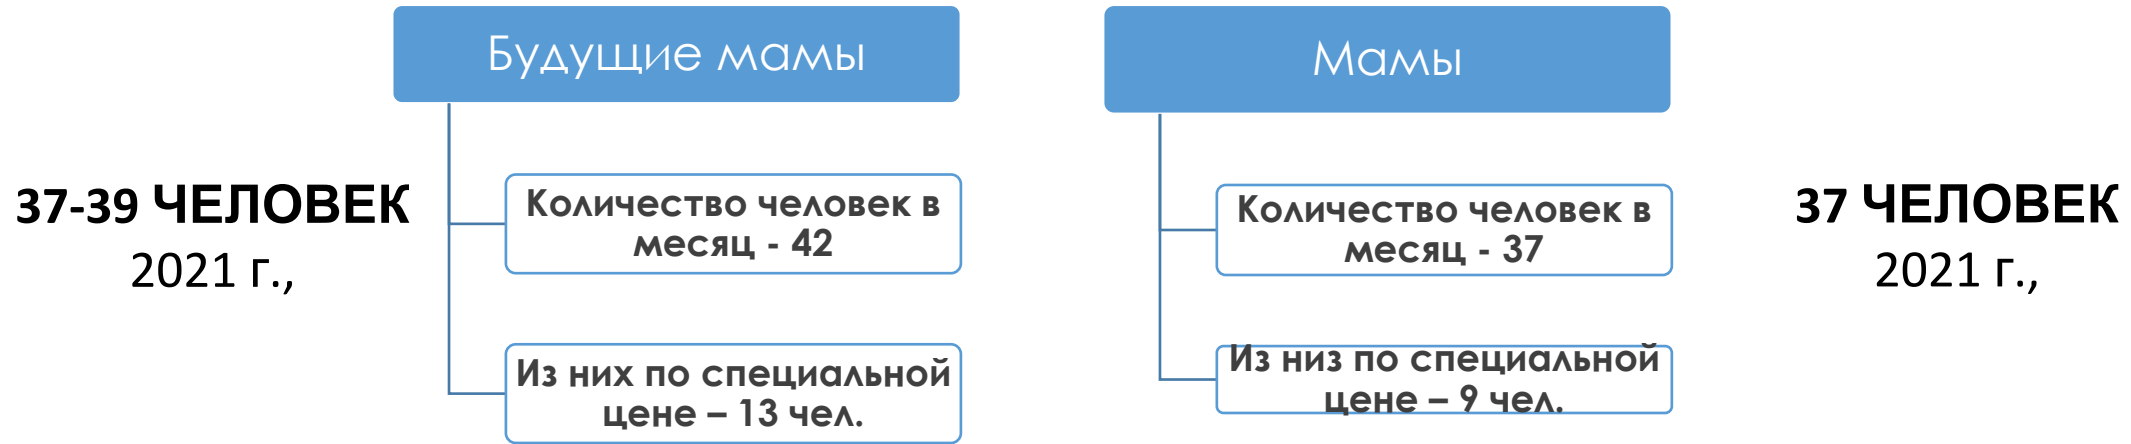 Будущие мамы
Мамы
37-39 ЧЕЛОВЕК
2021 г.,
Количество человек в
месяц - 42
Из них по специальной
цене – 13 чел.
Количество человек в
месяц - 37
Из низ по специальной
цене – 9 чел.
37 ЧЕЛОВЕК
2021 г.,